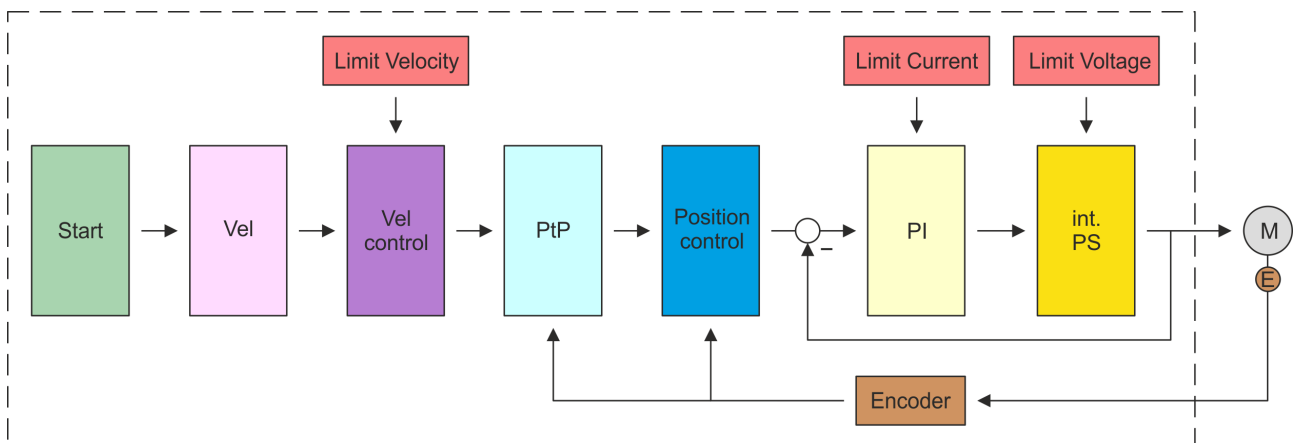 Limit Velocity
Limit Current
Limit Voltage
Start
Vel
Vel
control
PtP
Position
control
–
PI
int.
PS
M
E
Encoder